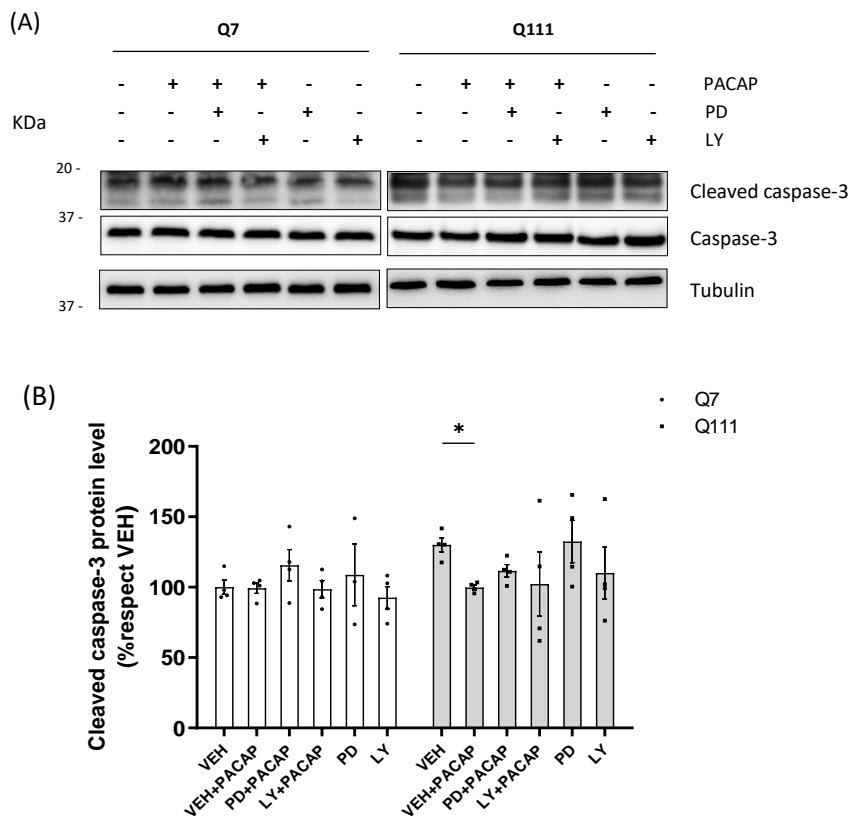 (A)
Q7 Q111
- + + + - - - + + + - - PACAP
- - + - + - - - + - + - PD
KDa
- - - + - + - - - + - + LY
20 -
Cleaved caspase-3
37 -
Caspase-3
Tubulin
37 -
(B)
Q7
Q111
Cleaved caspase-3 protein level
(%respect VEH)
200
150
100
50
0
*
VEH VEH+PACAP PD+PACAP LY+PACAP PD LY VEH VEH+PACAP PD+PACAP LY+PACAP PD LY